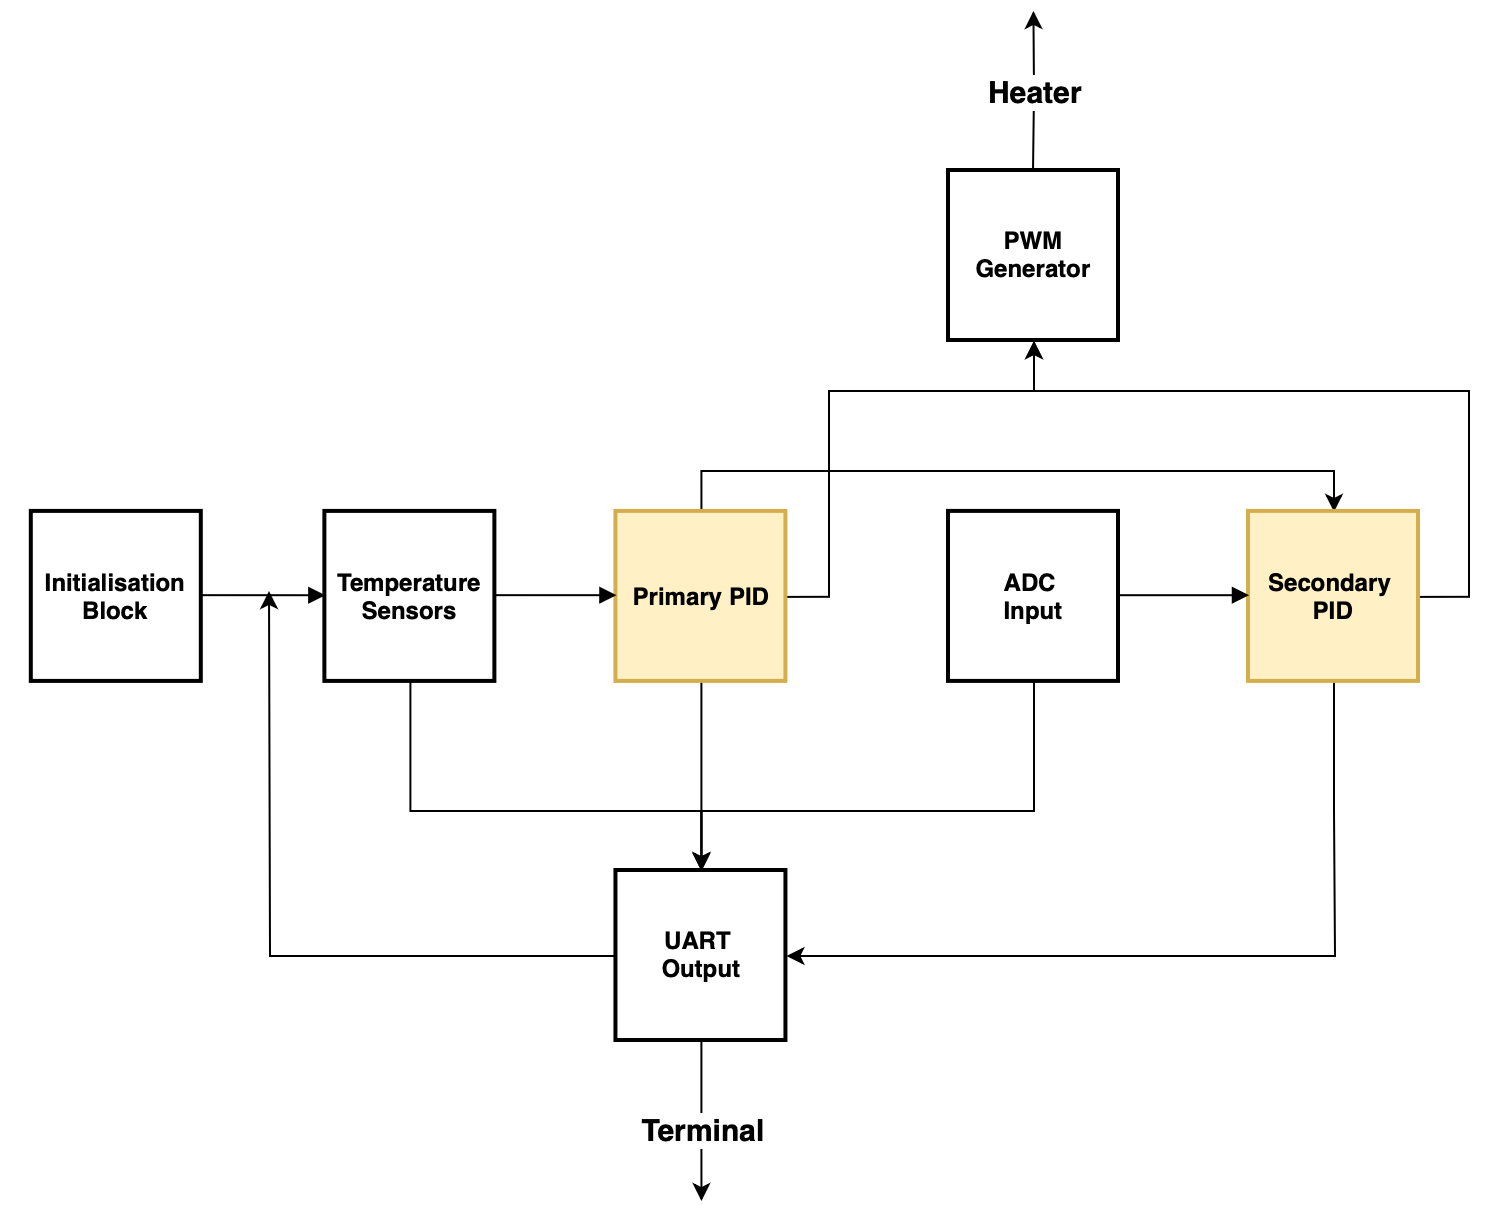 Heater
PWM
Generator
Initialisation
Block
Temperature
Sensors
Primary PID
ADC
Input
Secondary
PID
UART
Output
Terminal